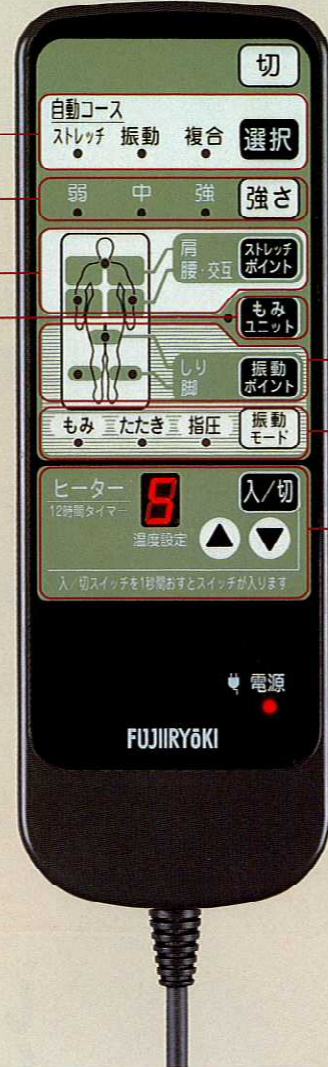 切
自動コース
ストレッチ 振動 複合 選択
弱 中 強 強さ
肩
腰・交互
ストレッチ
ポイント
もみ
ユニット
しり
脚
振動
ポイント
もみ たたき 指圧
振動
モード
ヒーター
12時間タイマー
6
入/切
温度設定 ▲ ▼
入/切スイッチを1秒間おすとスイッチが入ります
電源
FUJIIRYōKI